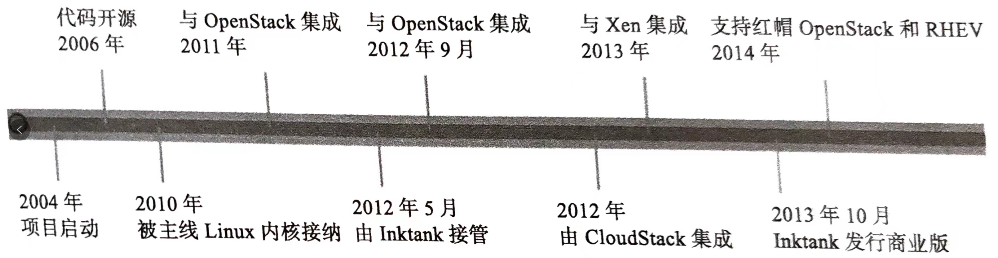 代码开源
2006 年
与 OpenStack 集成
2011 年
与 OpenStack 集成
2012 年 9 月
与 Xen 集成
2013 年
支持红帽 OpenStack 和 RHEV
2014 年
2004 年
项目启动
2010 年
被主线 Linux 内核接纳
2012 年 5 月
由 Inktank 接管
2012 年
由 CloudStack 集成
2013 年 10 月
Inktank 发行商业版